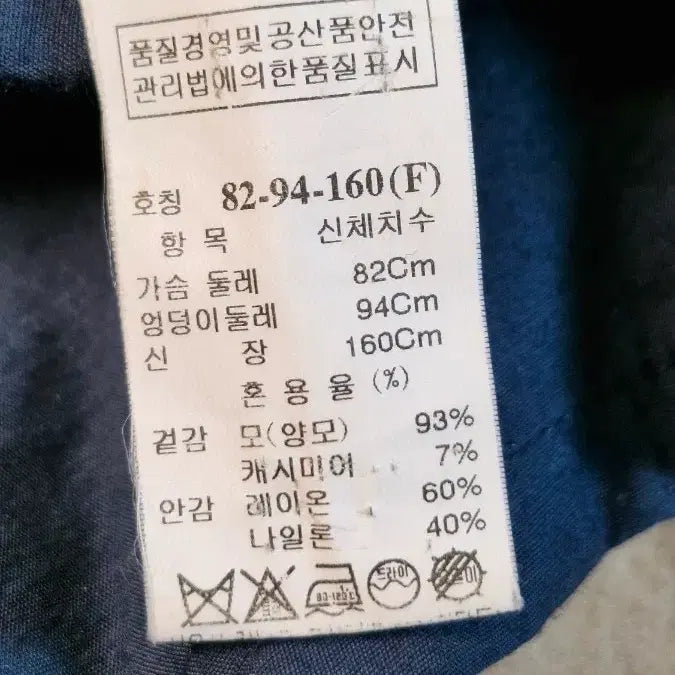 품질경영및공산품안전
관리법에의한품질표시
호칭 82-94-160(F)
항 목 신체치수
가슴 둘레 82Cm
엉덩이둘레 94Cm
신 장 160Cm
혼 용 율 (%)
겉감 모(양모) 93%
캐시미어 7%
안감 레이온 60%
나일론 40%
드라이